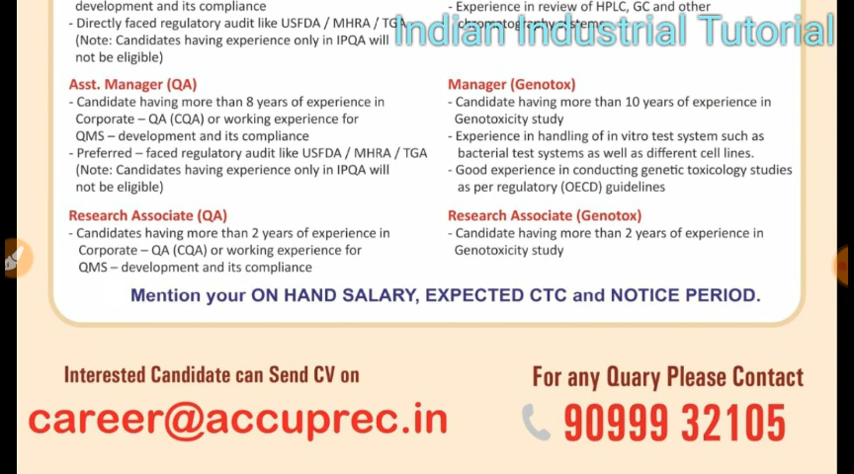 development and its compliance
- Directly faced regulatory audit like USFDA / MHRA / TGA
(Note: Candidates having experience only in IPQA will
not be eligible)
- Experience in review of HPLC, GC and other
chromatography systems
Indian Industrial Tutorial
Asst. Manager (QA)
- Candidate having more than 8 years of experience in
Corporate – QA (CQA) or working experience for
QMS – development and its compliance
- Preferred – faced regulatory audit like USFDA / MHRA / TGA
(Note: Candidates having experience only in IPQA will
not be eligible)
Manager (Genotox)
- Candidate having more than 10 years of experience in
Genotoxicity study
- Experience in handling of in vitro test system such as
bacterial test systems as well as different cell lines.
- Good experience in conducting genetic toxicology studies
as per regulatory (OECD) guidelines
Research Associate (QA)
- Candidates having more than 2 years of experience in
Corporate – QA (CQA) or working experience for
QMS – development and its compliance
Research Associate (Genotox)
- Candidate having more than 2 years of experience in
Genotoxicity study
Mention your ON HAND SALARY, EXPECTED CTC and NOTICE PERIOD.
Interested Candidate can Send CV on
career@accuprec.in
For any Quary Please Contact
90999 32105